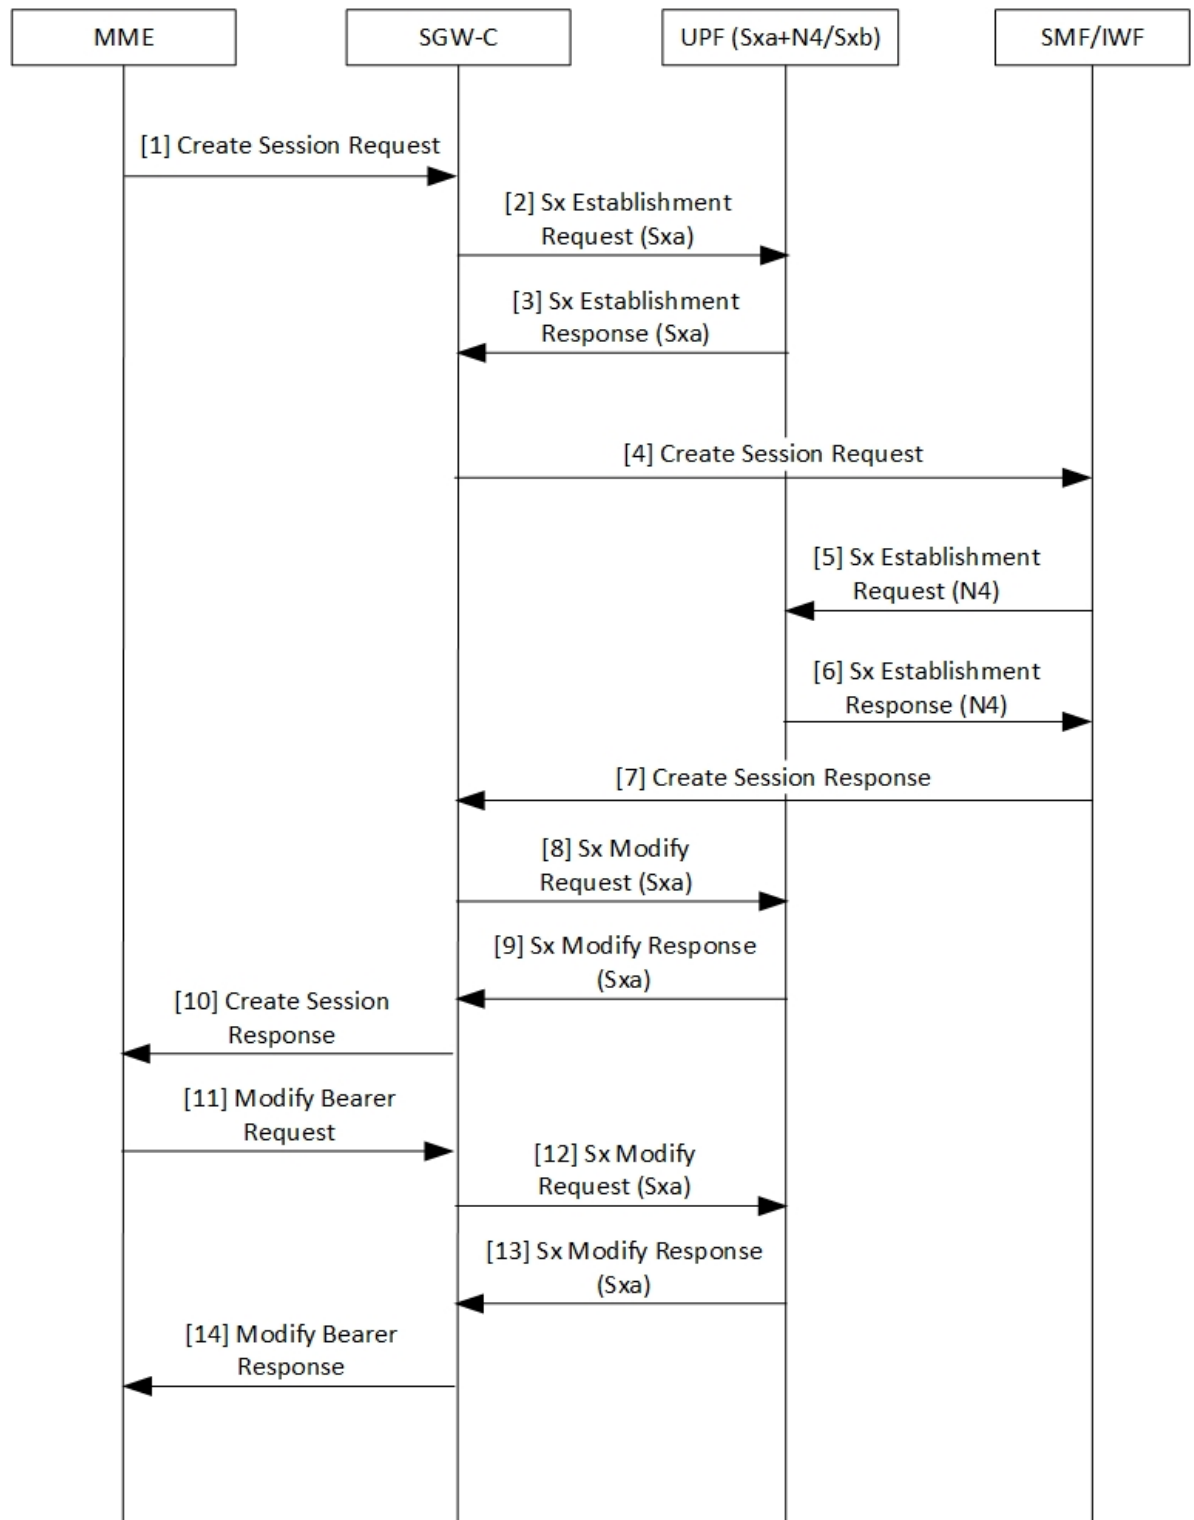 MME
SGW-C
UPF (Sxa+N4/Sxb)
SMF/IWF
[1] Create Session Request
[2] Sx Establishment
Request (Sxa)
[3] Sx Establishment
Response (Sxa)
[4] Create Session Request
[5] Sx Establishment
Request (N4)
[6] Sx Establishment
Response (N4)
[7] Create Session Response
[8] Sx Modify
Request (Sxa)
[9] Sx Modify Response
(Sxa)
[10] Create Session
Response
[11] Modify Bearer
Request
[12] Sx Modify
Request (Sxa)
[13] Sx Modify Response
(Sxa)
[14] Modify Bearer
Response